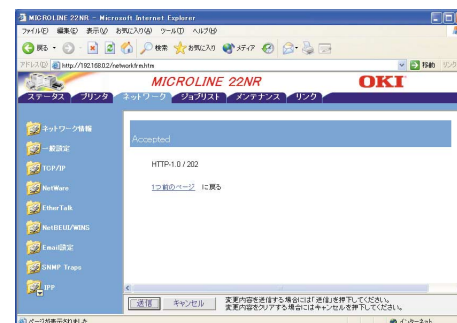 MICROLINE 22NR - Microsoft Internet Explorer
ファイル(F) 編集(E) 表示(V) お気に入り(A) ツール(T) ヘルプ(H)
戻る 検索 お気に入り メディア
アドレス(D) http://192.168.0.2/networkfrm.htm 移動 リンク
MICROLINE 22NR OKI
ステータス プリンタ ネットワーク ジョブリスト メンテナンス リンク
ネットワーク情報
Accepted
一般設定
HTTP-1.0 / 202
TCP/IP
1つ前のページ に戻る
NetWare
EtherTalk
NetBEUI/WINS
Email設定
SNMP Traps
IPP
送信 キャンセル 変更内容を送信する場合には「送信」を押下してください。
変更内容をクリアする場合にはキャンセルを押下してください。
ページが表示されました インターネット